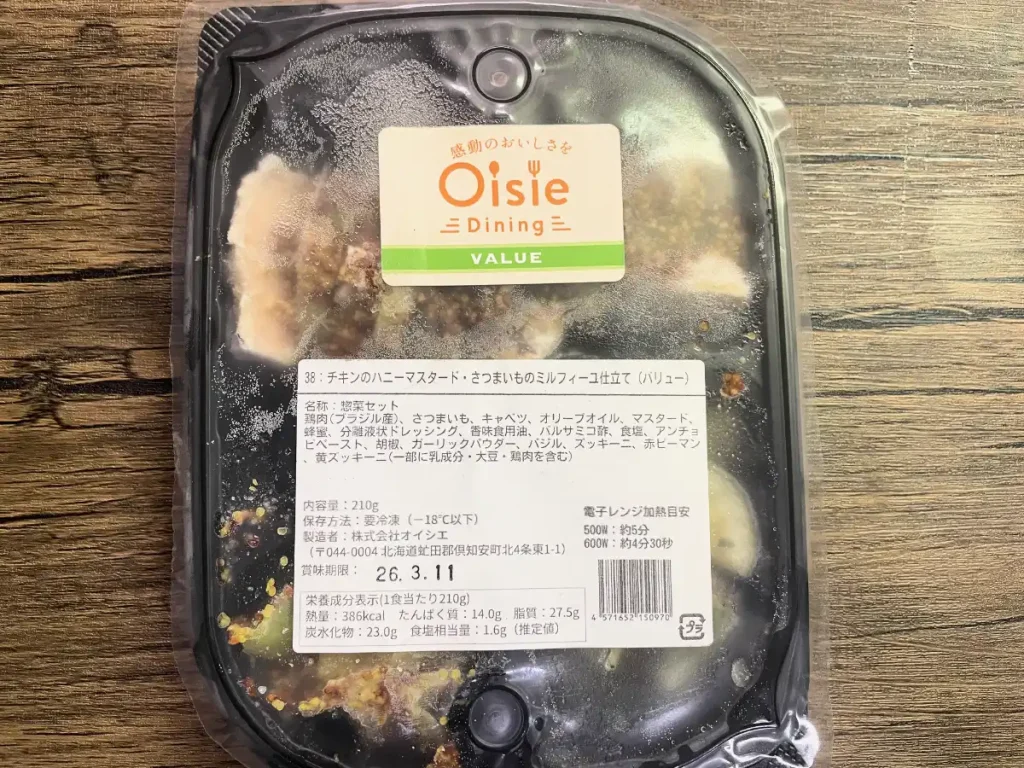 感動のおいしさを
Oisie
Dining
VALUE
38：チキンのハニーマスタード・さつまいものミルフィーユ仕立て（バリュー）
名称：惣菜セット
鶏肉（ブラジル産）、さつまいも、キャベツ、オリーブオイル、マスタード、
蜂蜜、分離液状ドレッシング、香味食用油、バルサミコ酢、食塩、アンチョ
ビペースト、胡椒、ガーリックパウダー、バジル、ズッキーニ、赤ピーマン
、黄ズッキーニ（一部に乳成分・大豆・鶏肉を含む）
内容量：210g
保存方法：要冷凍（－18℃以下）
製造者：株式会社オイシエ
（〒044-0004 北海道虻田郡倶知安町北4条東1-1）
賞味期限： 26. 3. 11
電子レンジ加熱目安
500W：約5分
600W：約4分30秒
4 571652 150970
プラ
栄養成分表示(1食当たり210g)
熱量：386kcal たんぱく質：14.0g 脂質：27.5g
炭水化物：23.0g 食塩相当量：1.6g（推定値）